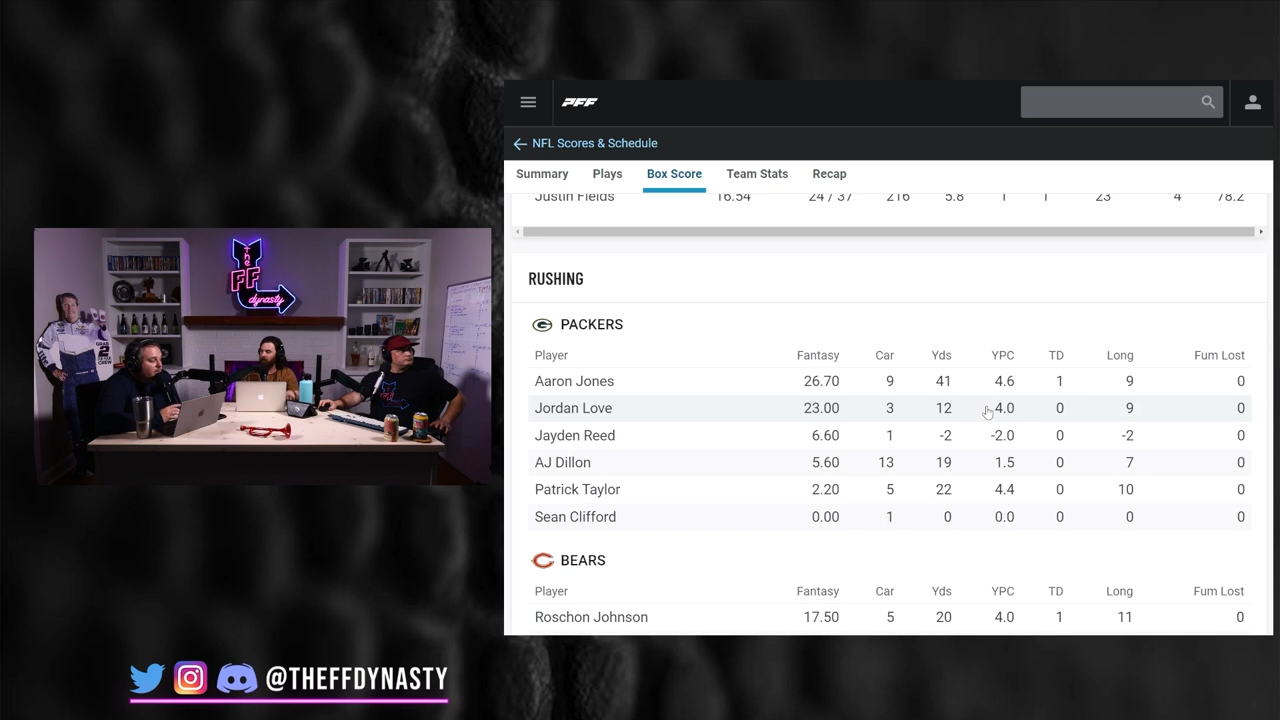 PFF
NFL Scores & Schedule
Summary Plays Box Score Team Stats Recap
Justin Fields 16.54 24 / 37 216 5.8 1 1 23 4 78.2
RUSHING
PACKERS
Player Fantasy Car Yds YPC TD Long Fum Lost
Aaron Jones 26.70 9 41 4.6 1 9 0
Jordan Love 23.00 3 12 4.0 0 9 0
Jayden Reed 6.60 1 -2 -2.0 0 -2 0
AJ Dillon 5.60 13 19 1.5 0 7 0
Patrick Taylor 2.20 5 22 4.4 0 10 0
Sean Clifford 0.00 1 0 0.0 0 0 0
BEARS
Player Fantasy Car Yds YPC TD Long Fum Lost
Roschon Johnson 17.50 5 20 4.0 1 11 0
the
FF
dynasty
@THEFFDYNASTY